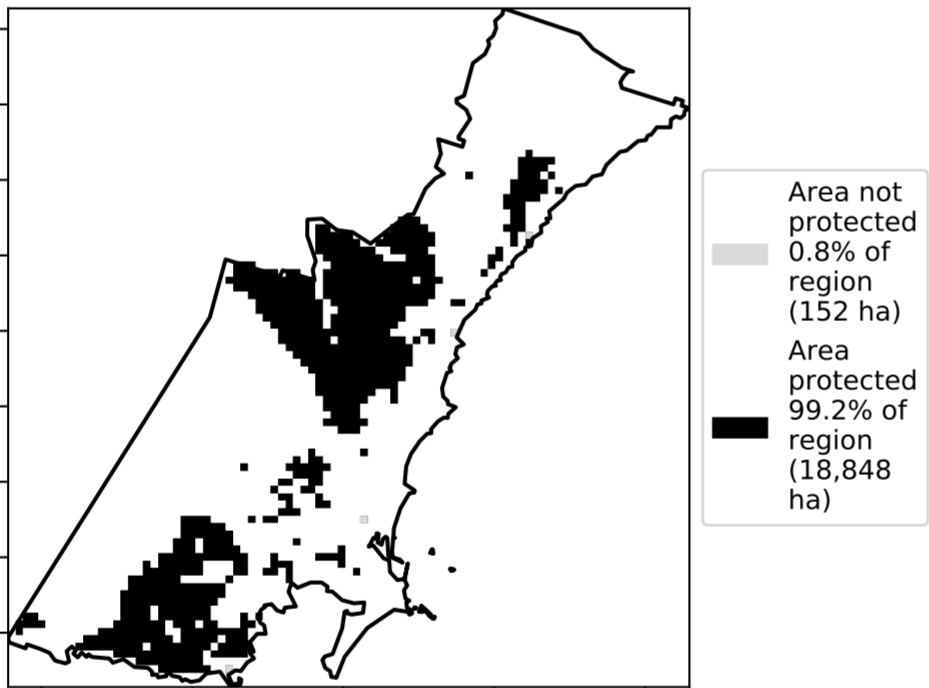 Area not
protected
0.8% of
region
(152 ha)
Area
protected
99.2% of
region
(18,848
ha)